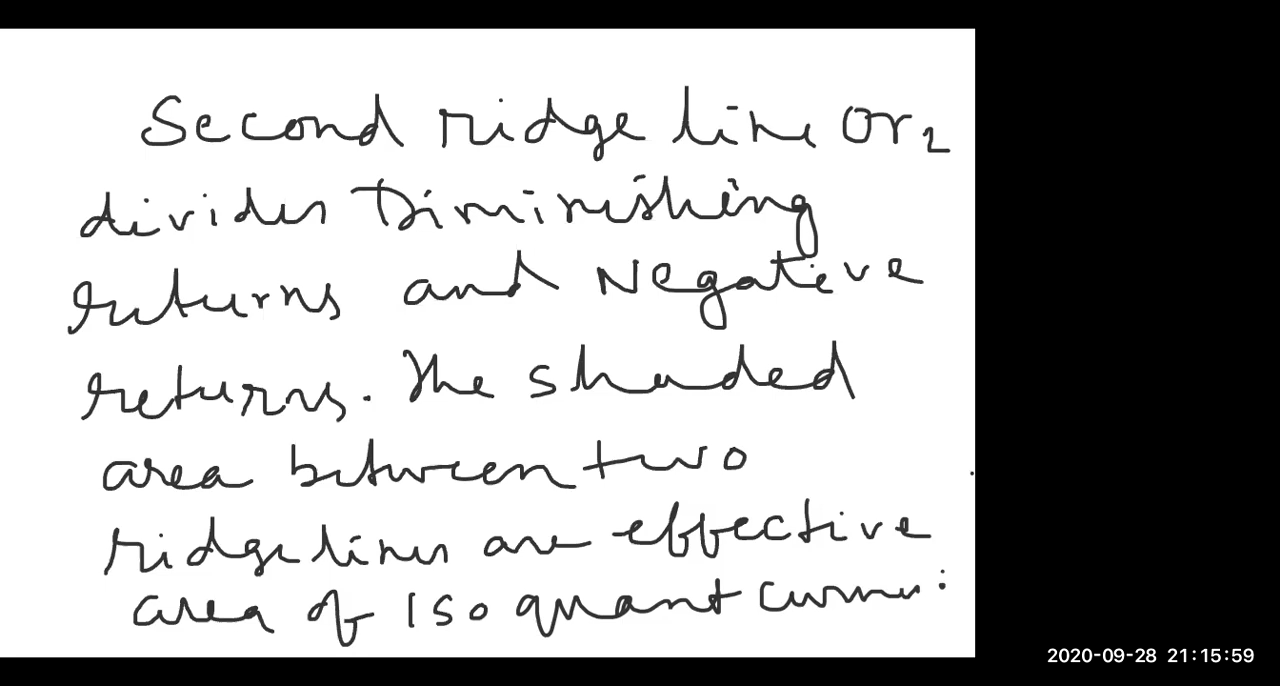 Second ridge line Or₂
divides Diminishing
returns and Negative
returns. The shaded
area between two
ridge lines are effective
area of Iso quant curves:
2020-09-28 21:15:59